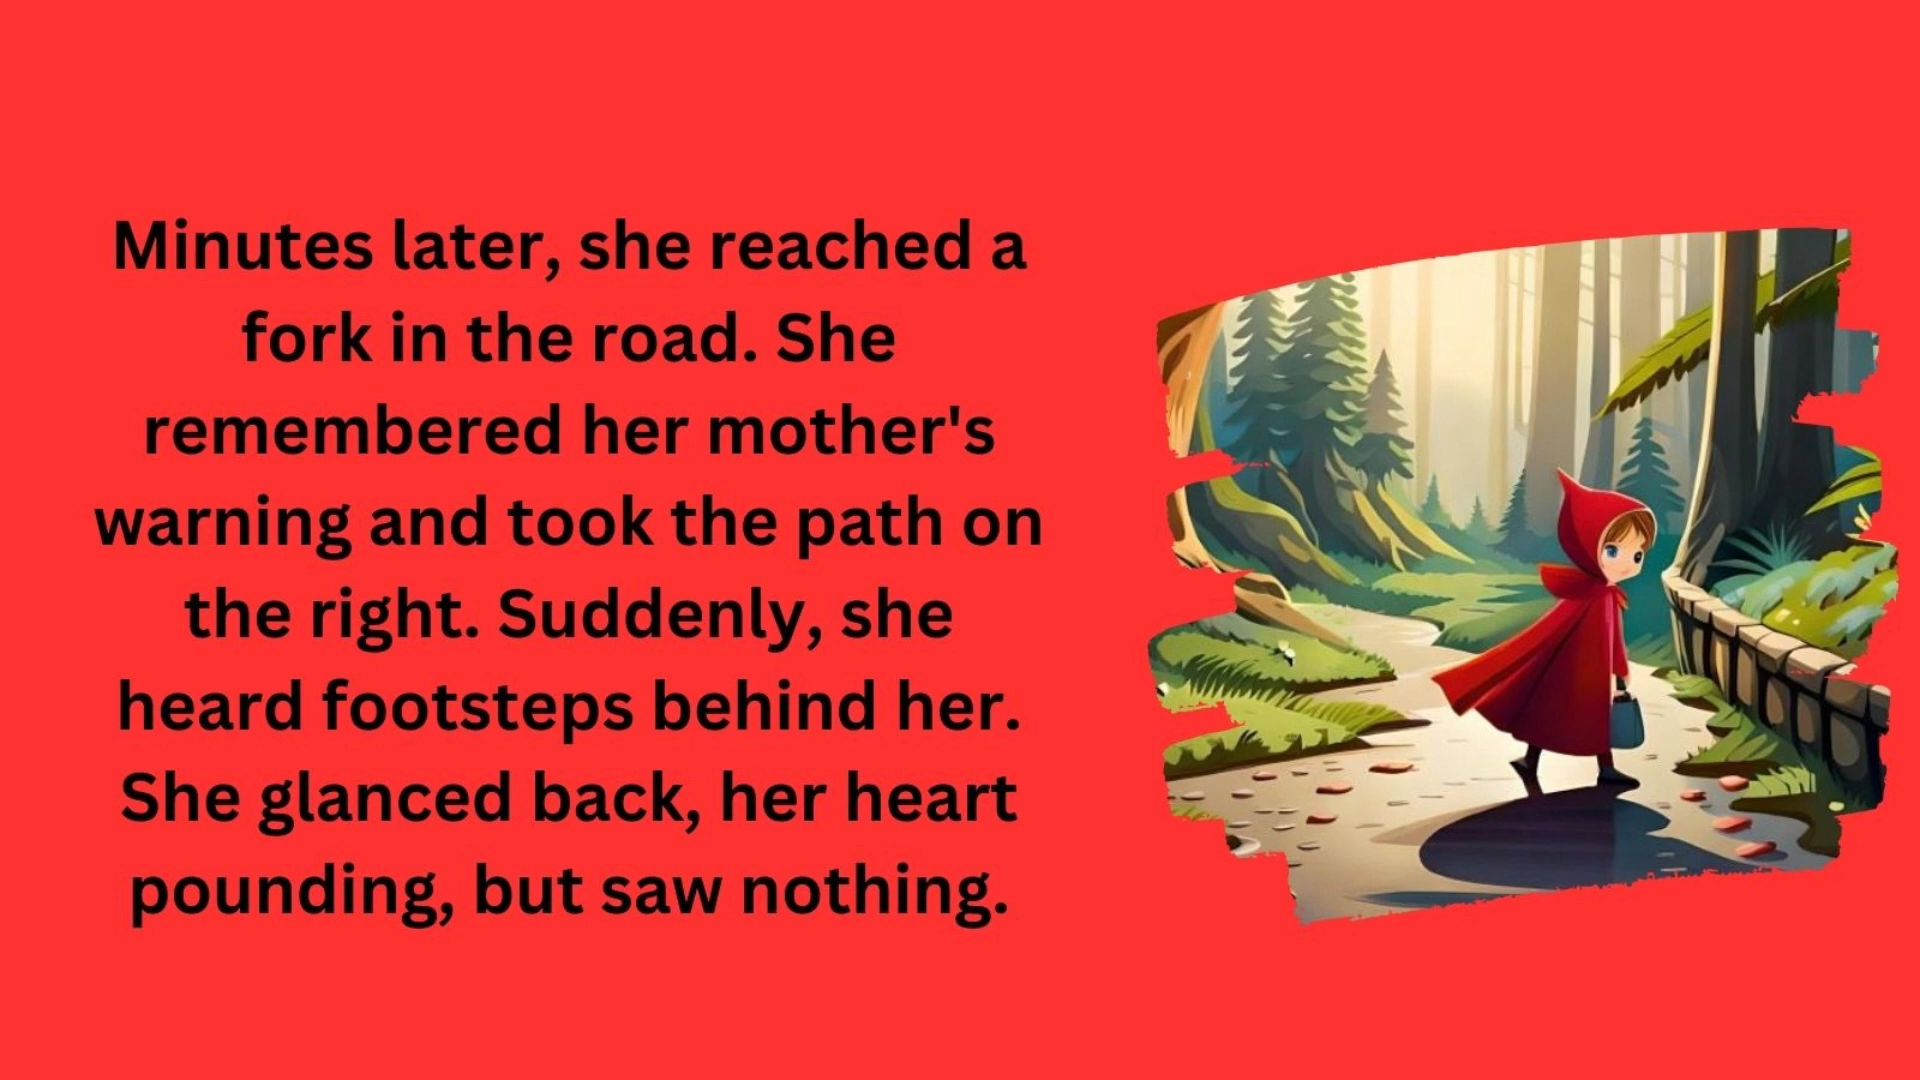 Minutes later, she reached a
fork in the road. She
remembered her mother's
warning and took the path on
the right. Suddenly, she
heard footsteps behind her.
She glanced back, her heart
pounding, but saw nothing.